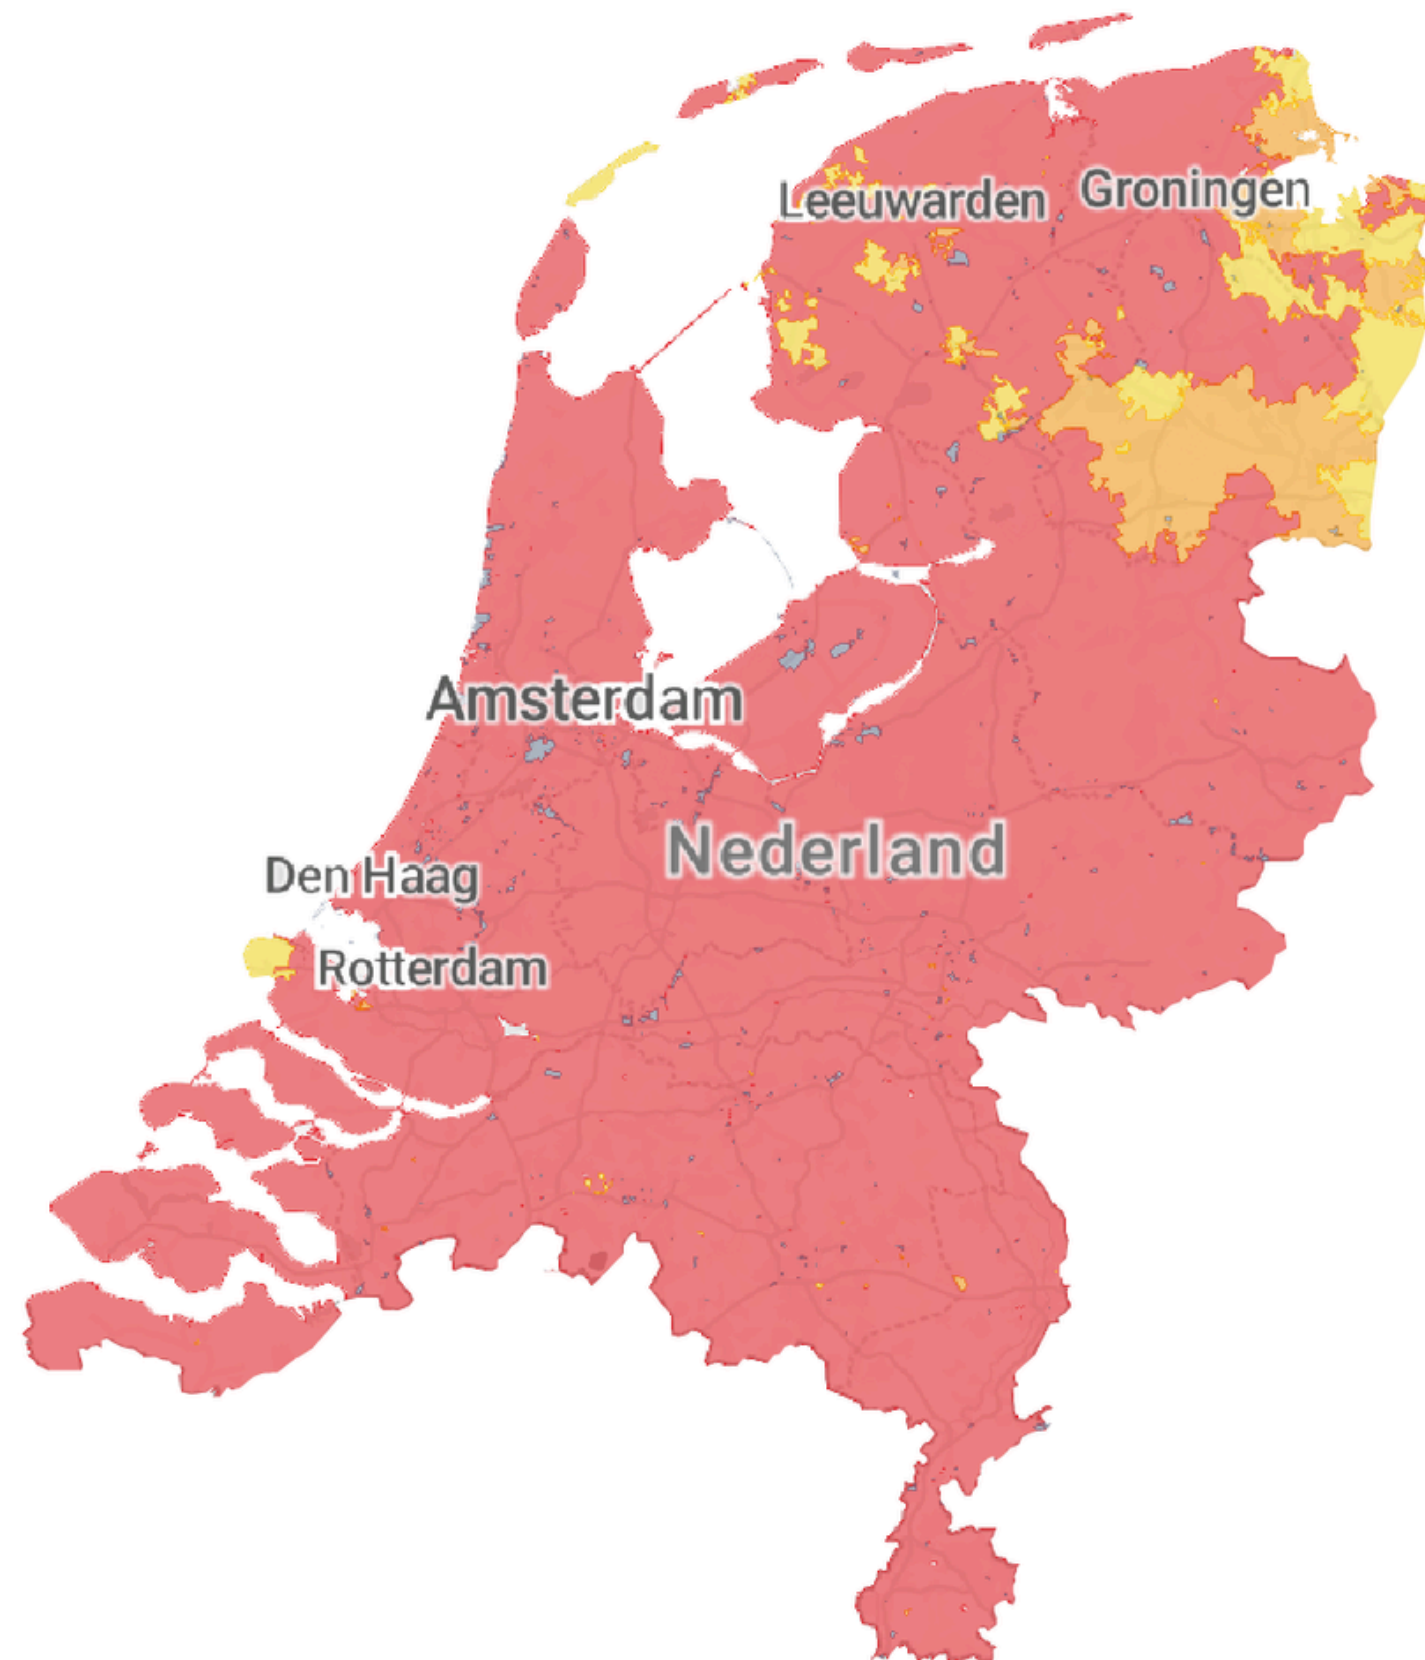 Leeuwarden
Groningen
Amsterdam
Nederland
Den Haag
Rotterdam